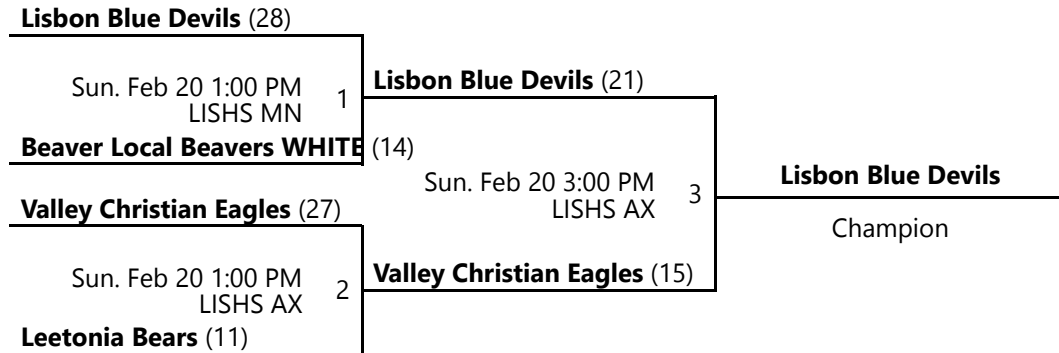 Lisbon Blue Devils (28)
Sun. Feb 20 1:00 PM
LISHS MN
1
Lisbon Blue Devils (21)
Beaver Local Beavers WHITE (14)
Sun. Feb 20 3:00 PM
LISHS AX
3
Lisbon Blue Devils
Champion
Valley Christian Eagles (27)
Sun. Feb 20 1:00 PM
LISHS AX
2
Valley Christian Eagles (15)
Leetonia Bears (11)